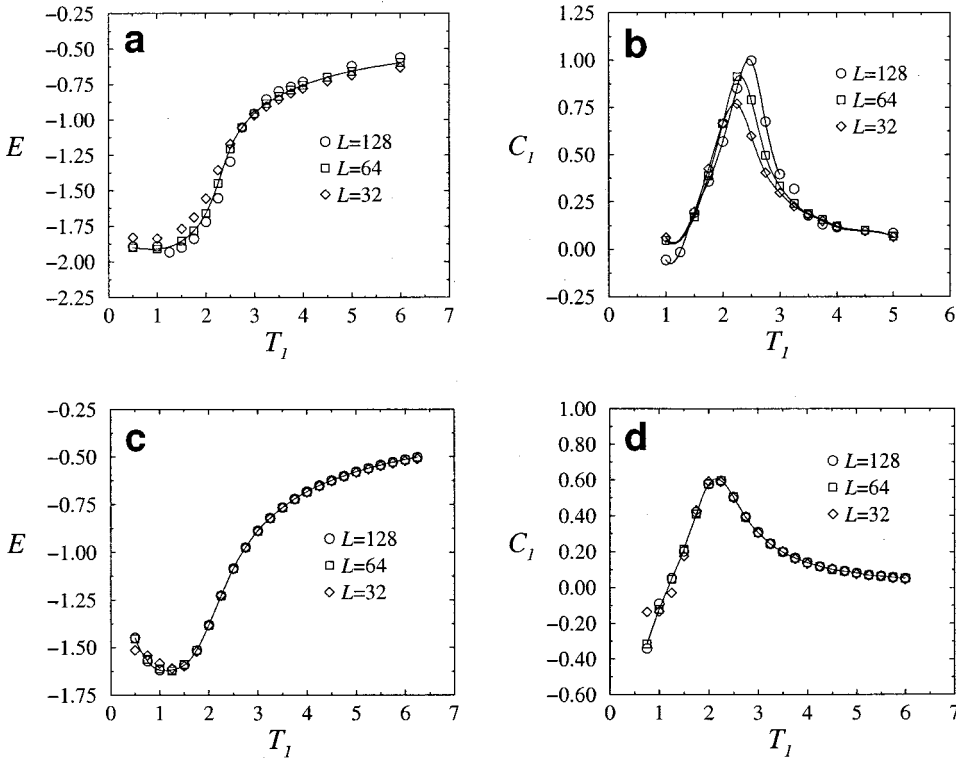 a
-0.25
-0.50
-0.75
-1.00
-1.25
-1.50
-1.75
-2.00
-2.25
E
L=128
L=64
L=32
0 1 2 3 4 5 6 7
T1
b
1.25
1.00
0.75
0.50
0.25
0.00
-0.25
C1
L=128
L=64
L=32
0 1 2 3 4 5 6 7
T1
c
-0.25
-0.50
-0.75
-1.00
-1.25
-1.50
-1.75
E
L=128
L=64
L=32
0 1 2 3 4 5 6 7
T1
d
1.00
0.80
0.60
0.40
0.20
0.00
-0.20
-0.40
-0.60
C1
L=128
L=64
L=32
0 1 2 3 4 5 6 7
T1